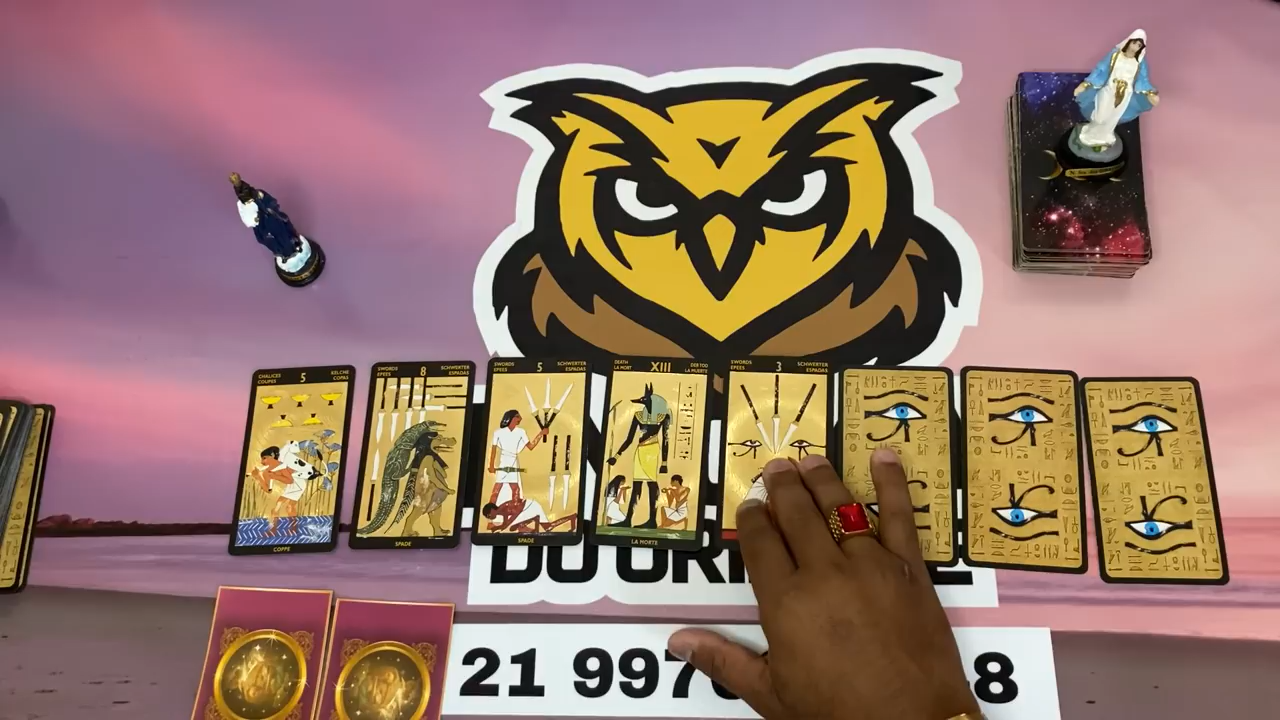 CHALICES 5 KELCHE
COUPES COPAS
COPPE
SWORDS 8 SCHWERTER
EPEES ESPADAS
SPADE
SWORDS 5 SCHWERTER
EPEES ESPADAS
SPADE
DEATH XIII DER TOD
LA MORT LA MUERTE
LA MORTE
SWORDS 3 SCHWERTER
EPEES ESPADAS
DO
21 997
8